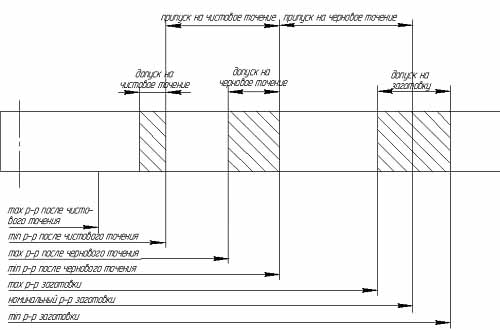 припуск на чистовое точение
припуск на черновое точение
допуск на
чистовое точение
допуск на
черновое точение
допуск на
заготовку
max р-р после чисто-
вого точения
min р-р после чистового точения
max р-р после чернового точения
min р-р после чернового точения
max р-р заготовки
номинальный р-р заготовки
min р-р заготовки